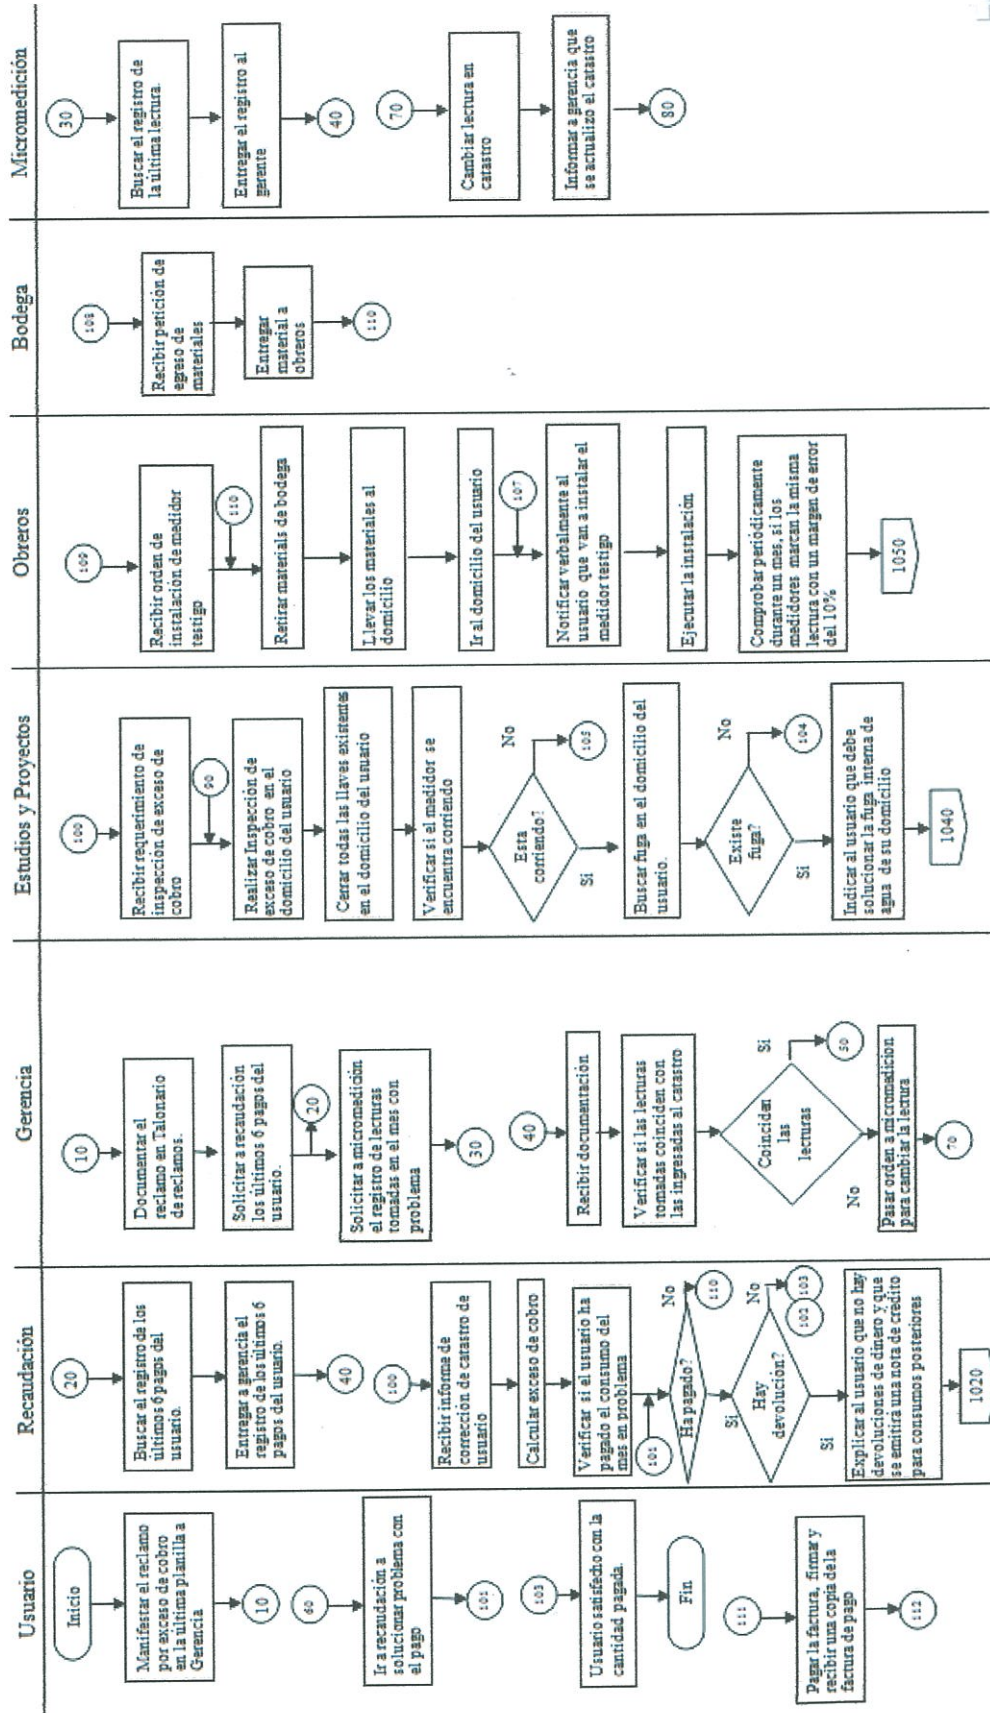 Usuario
Inicio
Manifestar el reclamo
por exceso de cobro
en la última planilla a
Gerencia
10
60
Ir a recaudación a
solucionar problema con
el pago
101
103
Usuario satisfecho con la
cantidad pagada.
Fin
111
Pagar la factura, firmar y
recibir una copia de la
factura de pago
112
Recaudación
20
Buscar el registro de los
últimos 6 pagos del
usuario.
Entregar a gerencia el
registro de los últimos 6
pagos del usuario.
40
100
Recibir informe de
corrección de catastro de
usuario
Calcular exceso de cobro
Verificar si el usuario ha
pagado el consumo del
mes en problema
101
Ha pagado?
No
110
Si
Hay
devolución?
No
102
103
Si
Explicar al usuario que no hay
devoluciones de dinero y que
se emitirá una nota de crédito
para consumos posteriores
1020
Gerencia
10
Documentar el
reclamo en Talonario
de reclamos.
Solicitar a recaudación
los últimos 6 pagos del
usuario.
20
Solicitar a micromedición
el registro de lecturas
tomadas en el mes con
problema
30
40
Recibir documentación
Verificar si las lecturas
tomadas coinciden con
las ingresadas al catastro
Coinciden
las
lecturas
Si
50
No
Pasar orden a micromedicion
para cambiar la lectura
70
Estudios y Proyectos
100
Recibir requerimiento de
inspección de exceso de
cobro
90
Realizar Inspección de
exceso de cobro en el
domicilio del usuario
Cerrar todas las llaves existentes
en el domicilio del usuario
Verificar si el medidor se
encuentra corriendo
Esta
corriendo?
No
105
Si
Buscar fuga en el domicilio del
usuario.
Existe
fuga?
No
104
Si
Indicar al usuario que debe
solucionar la fuga interna de
agua de su domicilio
1040
Obreros
109
Recibir orden de
instalación de medidor
testigo
110
Retirar materials de bodega
Llevar los materiales al
domicilio
Ir al domicilio del usuario
107
Notificar verbalmente al
usuario que van a instalar el
medidor testigo
Ejecutar la instalación
Comprobar periódicamente
durante un mes, si los
medidores marcan la misma
lectura con un margen de error
del 10%
1050
Bodega
108
Recibir petición de
egreso de
materiales
Entregar
material a
obreros
110
Micromedición
30
Buscar el registro de
la última lectura.
Entregar el registro al
gerente
40
70
Cambiar lectura en
catastro
Informar a gerencia que
se actualizo el catastro
80